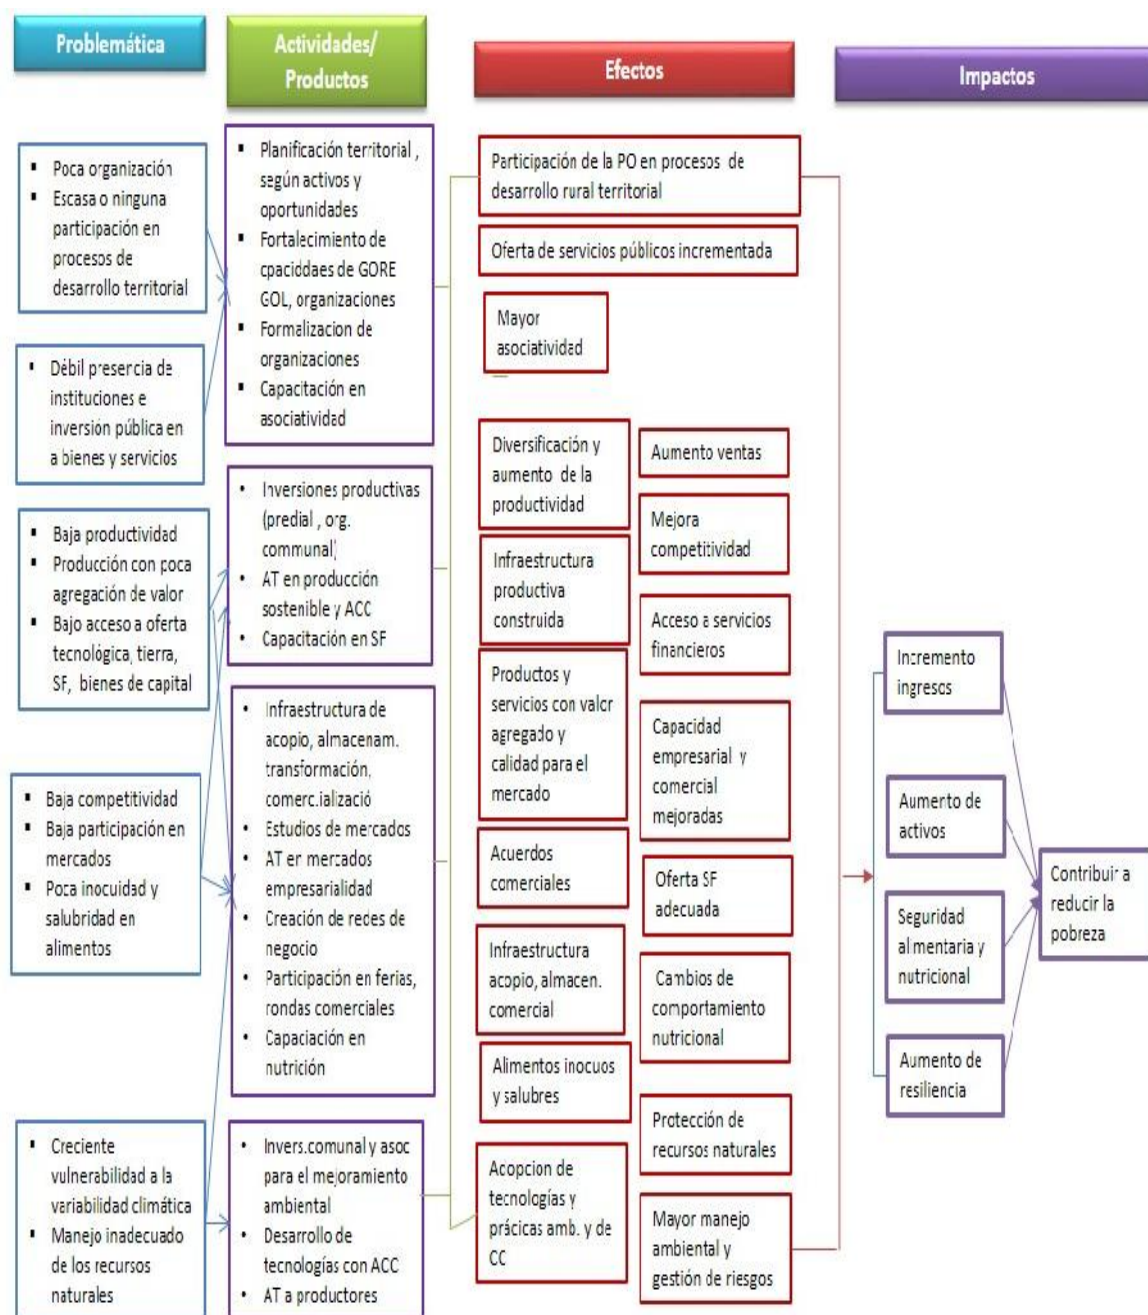 Problemática
Actividades/
Productos
Efectos
Impactos
▪ Poca organización
▪ Escasa o ninguna
participación en
procesos de
desarrollo territorial
▪ Débil presencia de
instituciones e
inversión pública en
a bienes y servicios
▪ Baja productividad
▪ Producción con poca
agregación de valor
▪ Bajo acceso a oferta
tecnológica, tierra,
SF, bienes de capital
▪ Baja competitividad
▪ Baja participación en
mercados
▪ Poca inocuidad y
salubridad en
alimentos
▪ Creciente
vulnerabilidad a la
variabilidad climática
▪ Manejo inadecuado
de los recursos
naturales
▪ Planificación territorial ,
según activos y
oportunidades
▪ Fortalecimiento de
cpaciddaes de GORE
GOL, organizaciones
▪ Formalizacion de
organizaciones
▪ Capacitación en
asociatividad
• Inversiones productivas
(predial , org.
communal)
• AT en producción
sostenible y ACC
• Capacitación en SF
• Infraestructura de
acopio, almacenam.
transformación,
comerc.ializació
• Estudios de mercados
• AT en mercados
empresarialidad
• Creación de redes de
negocio
• Participación en ferias,
rondas comerciales
• Capaciación en
nutrición
• Invers.comunal y asoc
para el mejoramiento
ambiental
• Desarrollo de
tecnologías con ACC
• AT a productores
Participación de la PO en procesos de
desarrollo rural territorial
Oferta de servicios públicos incrementada
Mayor
asociatividad
Diversificación y
aumento de la
productividad
Infraestructura
productiva
construida
Productos y
servicios con valor
agregado y
calidad para el
mercado
Acuerdos
comerciales
Infraestructura
acopio, almacen.
comercial
Alimentos inocuos
y salubres
Acopcion de
tecnologías y
prácicas amb. y de
CC
Aumento ventas
Mejora
competitividad
Acceso a servicios
financieros
Capacidad
empresarial y
comercial
mejoradas
Oferta SF
adecuada
Cambios de
comportamiento
nutricional
Protección de
recursos naturales
Mayor manejo
ambiental y
gestión de riesgos
Incremento
ingresos
Aumento de
activos
Seguridad
alimentaria y
nutricional
Aumento de
resiliencia
Contribuir a
reducir la
pobreza